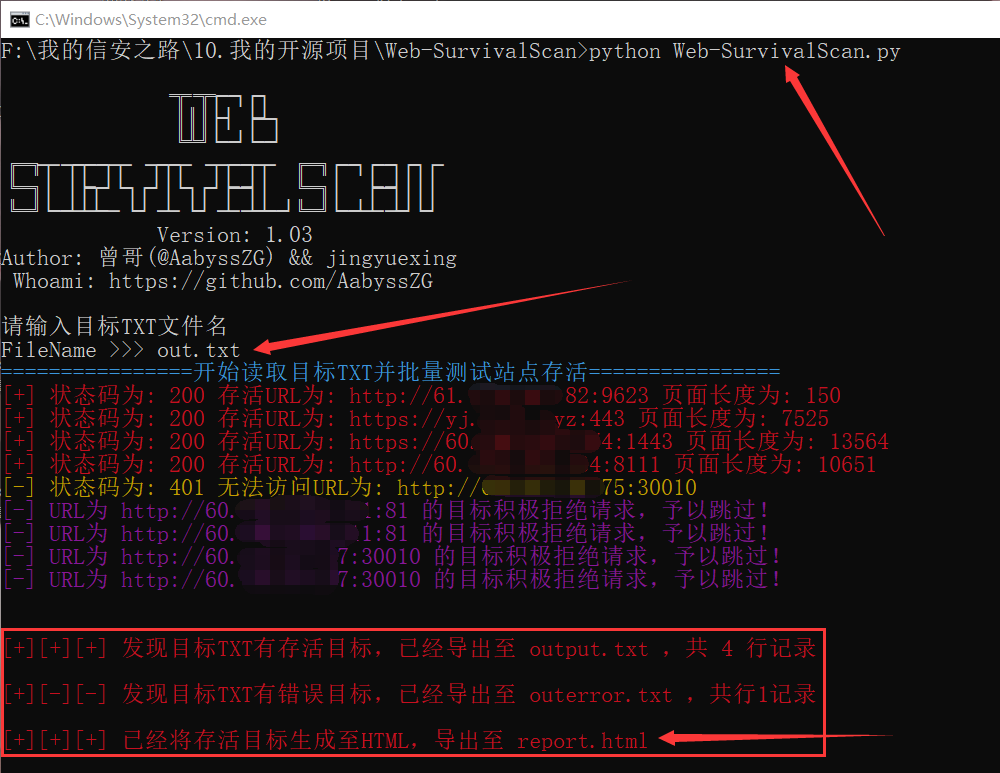 C:\Windows\System32\cmd.exe
F:\我的信安之路\10.我的开源项目\Web-SurvivalScan>python Web-SurvivalScan.py
WEB
SURVIVALSCAN
Version: 1.03
Author: 曾哥(@AabyssZG) && jingyuexing
Whoami: https://github.com/AabyssZG
请输入目标TXT文件名
FileName >>> out.txt
================开始读取目标TXT并批量测试站点存活================
[+] 状态码为: 200 存活URL为: http://61. 82:9623 页面长度为: 150
[+] 状态码为: 200 存活URL为: https://yj. yz:443 页面长度为: 7525
[+] 状态码为: 200 存活URL为: https://60. 4:1443 页面长度为: 13564
[+] 状态码为: 200 存活URL为: http://60. 4:8111 页面长度为: 10651
[-] 状态码为: 401 无法访问URL为: http:// 75:30010
[-] URL为 http://60. 1:81 的目标积极拒绝请求，予以跳过！
[-] URL为 http://60. 1:81 的目标积极拒绝请求，予以跳过！
[-] URL为 http://60. 7:30010 的目标积极拒绝请求，予以跳过！
[-] URL为 http://60. 7:30010 的目标积极拒绝请求，予以跳过！
[+][+][+] 发现目标TXT有存活目标，已经导出至 output.txt ，共 4 行记录
[+][-][-] 发现目标TXT有错误目标，已经导出至 outerror.txt ，共行1记录
[+][+][+] 已经将存活目标生成至HTML，导出至 report.html